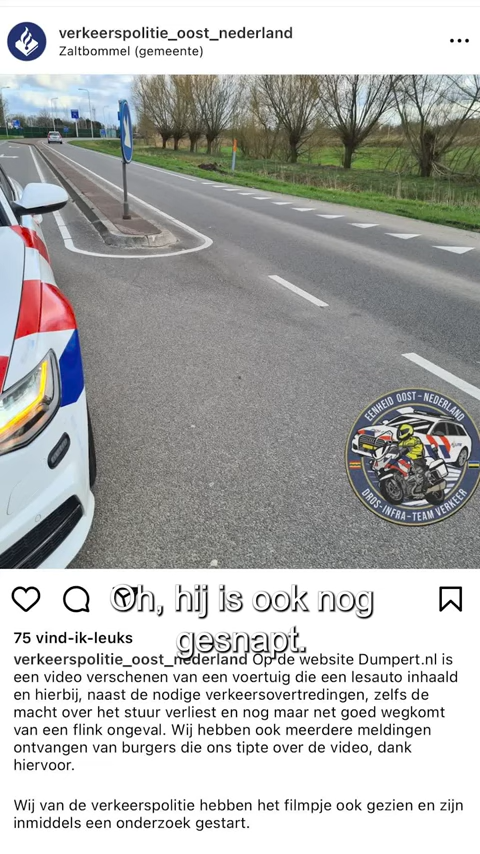 verkeerspolitie_oost_nederland
Zaltbommel (gemeente)
EENHEID OOST-NEDERLAND
DROS-INFRA-TEAM VERKEER
Oh, hij is ook nog
gesnapt.
75 vind-ik-leuks
verkeerspolitie_oost_nederland Op de website Dumpert.nl is
een video verschenen van een voertuig die een lesauto inhaald
en hierbij, naast de nodige verkeersovertredingen, zelfs de
macht over het stuur verliest en nog maar net goed wegkomt
van een flink ongeval. Wij hebben ook meerdere meldingen
ontvangen van burgers die ons tipte over de video, dank
hiervoor.
Wij van de verkeerspolitie hebben het filmpje ook gezien en zijn
inmiddels een onderzoek gestart.